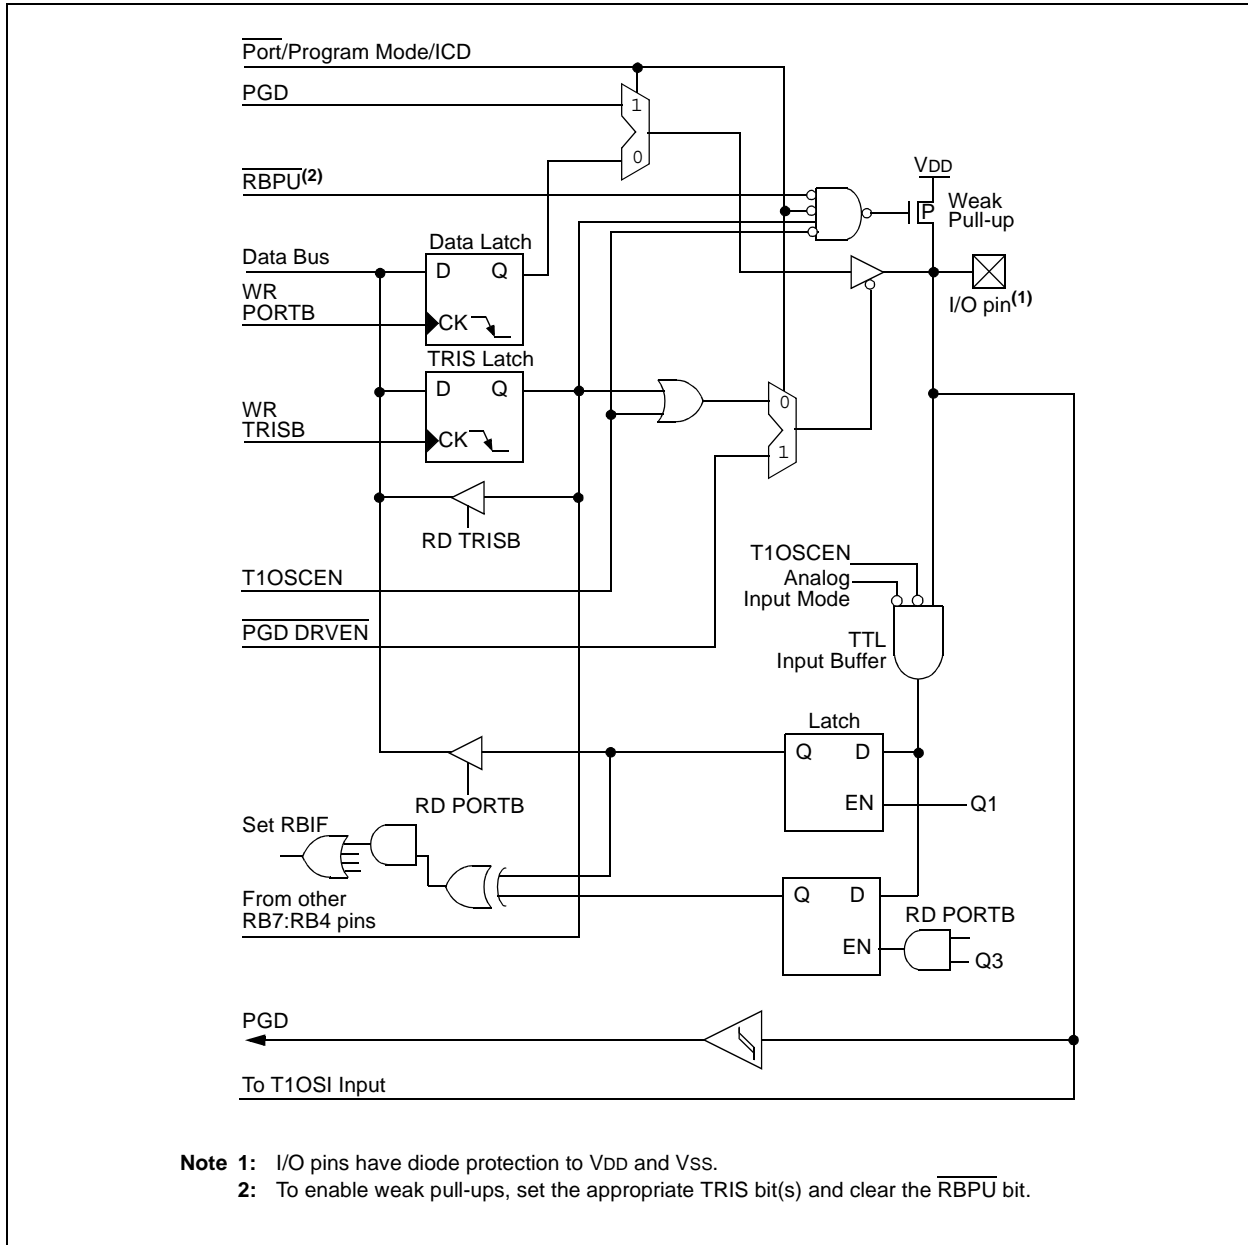 Port/Program Mode/ICD
PGD
1
0
RBPU(2)
VDD
P
Weak
Pull-up
Data Bus
Data Latch
D Q
CK
WR
PORTB
I/O pin(1)
TRIS Latch
D Q
CK
WR
TRISB
0
1
RD TRISB
T1OSCEN
PGD DRVEN
T1OSCEN
Analog
Input Mode
TTL
Input Buffer
Latch
Q D
EN
Q1
RD PORTB
Set RBIF
From other
RB7:RB4 pins
Q D
EN
RD PORTB
Q3
PGD
To T1OSI Input
Note 1: I/O pins have diode protection to VDD and VSS.
2: To enable weak pull-ups, set the appropriate TRIS bit(s) and clear the RBPU bit.